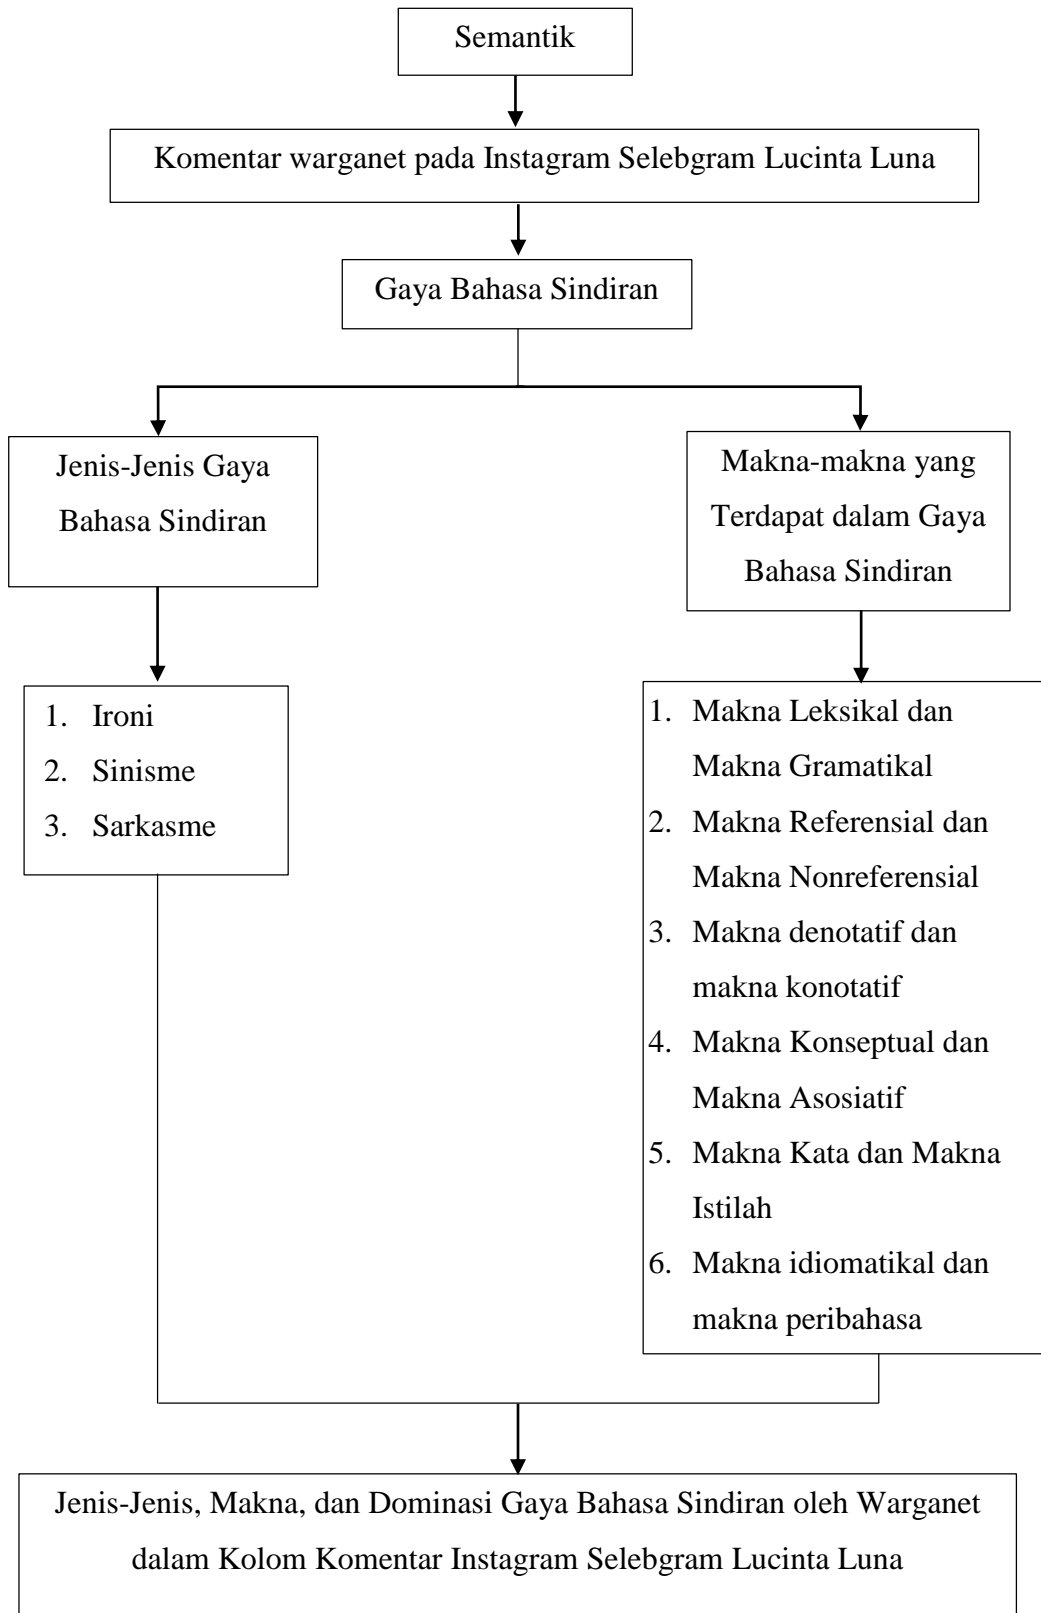 Semantik
Komentar warganet pada Instagram Selebgram Lucinta Luna
Gaya Bahasa Sindiran
Jenis-Jenis Gaya
Bahasa Sindiran
Makna-makna yang
Terdapat dalam Gaya
Bahasa Sindiran
1. Ironi
2. Sinisme
3. Sarkasme
1. Makna Leksikal dan
Makna Gramatikal
2. Makna Referensial dan
Makna Nonreferensial
3. Makna denotatif dan
makna konotatif
4. Makna Konseptual dan
Makna Asosiatif
5. Makna Kata dan Makna
Istilah
6. Makna idiomatikal dan
makna peribahasa
Jenis-Jenis, Makna, dan Dominasi Gaya Bahasa Sindiran oleh Warganet
dalam Kolom Komentar Instagram Selebgram Lucinta Luna